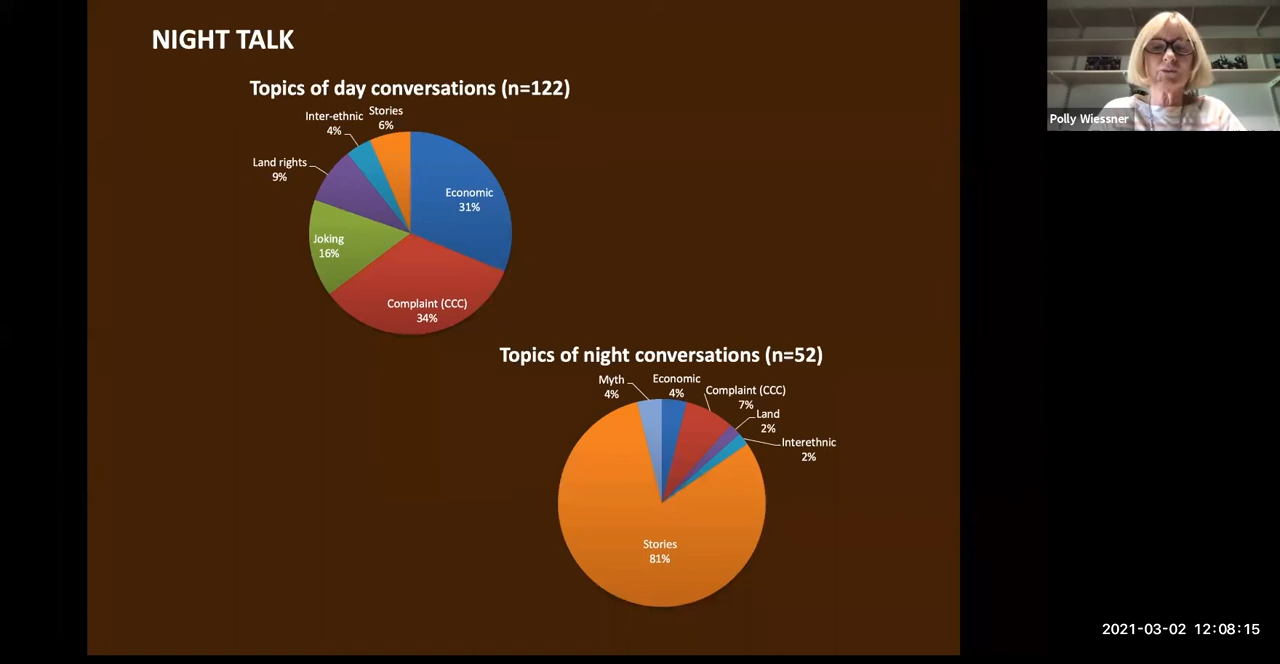 NIGHT TALK
Topics of day conversations (n=122)
Stories
6%
Inter-ethnic
4%
Land rights
9%
Economic
31%
Joking
16%
Complaint (CCC)
34%
Topics of night conversations (n=52)
Myth
4%
Economic
4%
Complaint (CCC)
7%
Land
2%
Interethnic
2%
Stories
81%
Polly Wiessner
2021-03-02 12:08:15